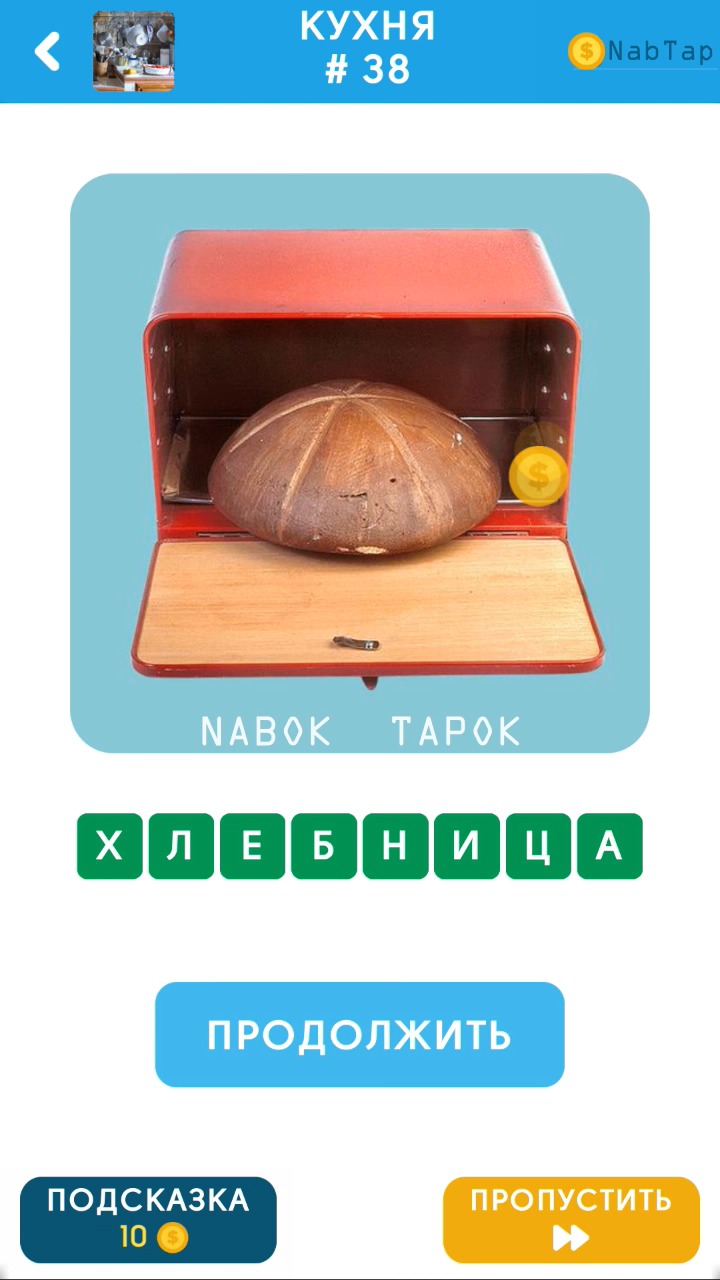 КУХНЯ
# 38
NabTap
NABOK TAPOK
ХЛЕБНИЦА
ПРОДОЛЖИТЬ
ПОДСКАЗКА
10
ПРОПУСТИТЬ